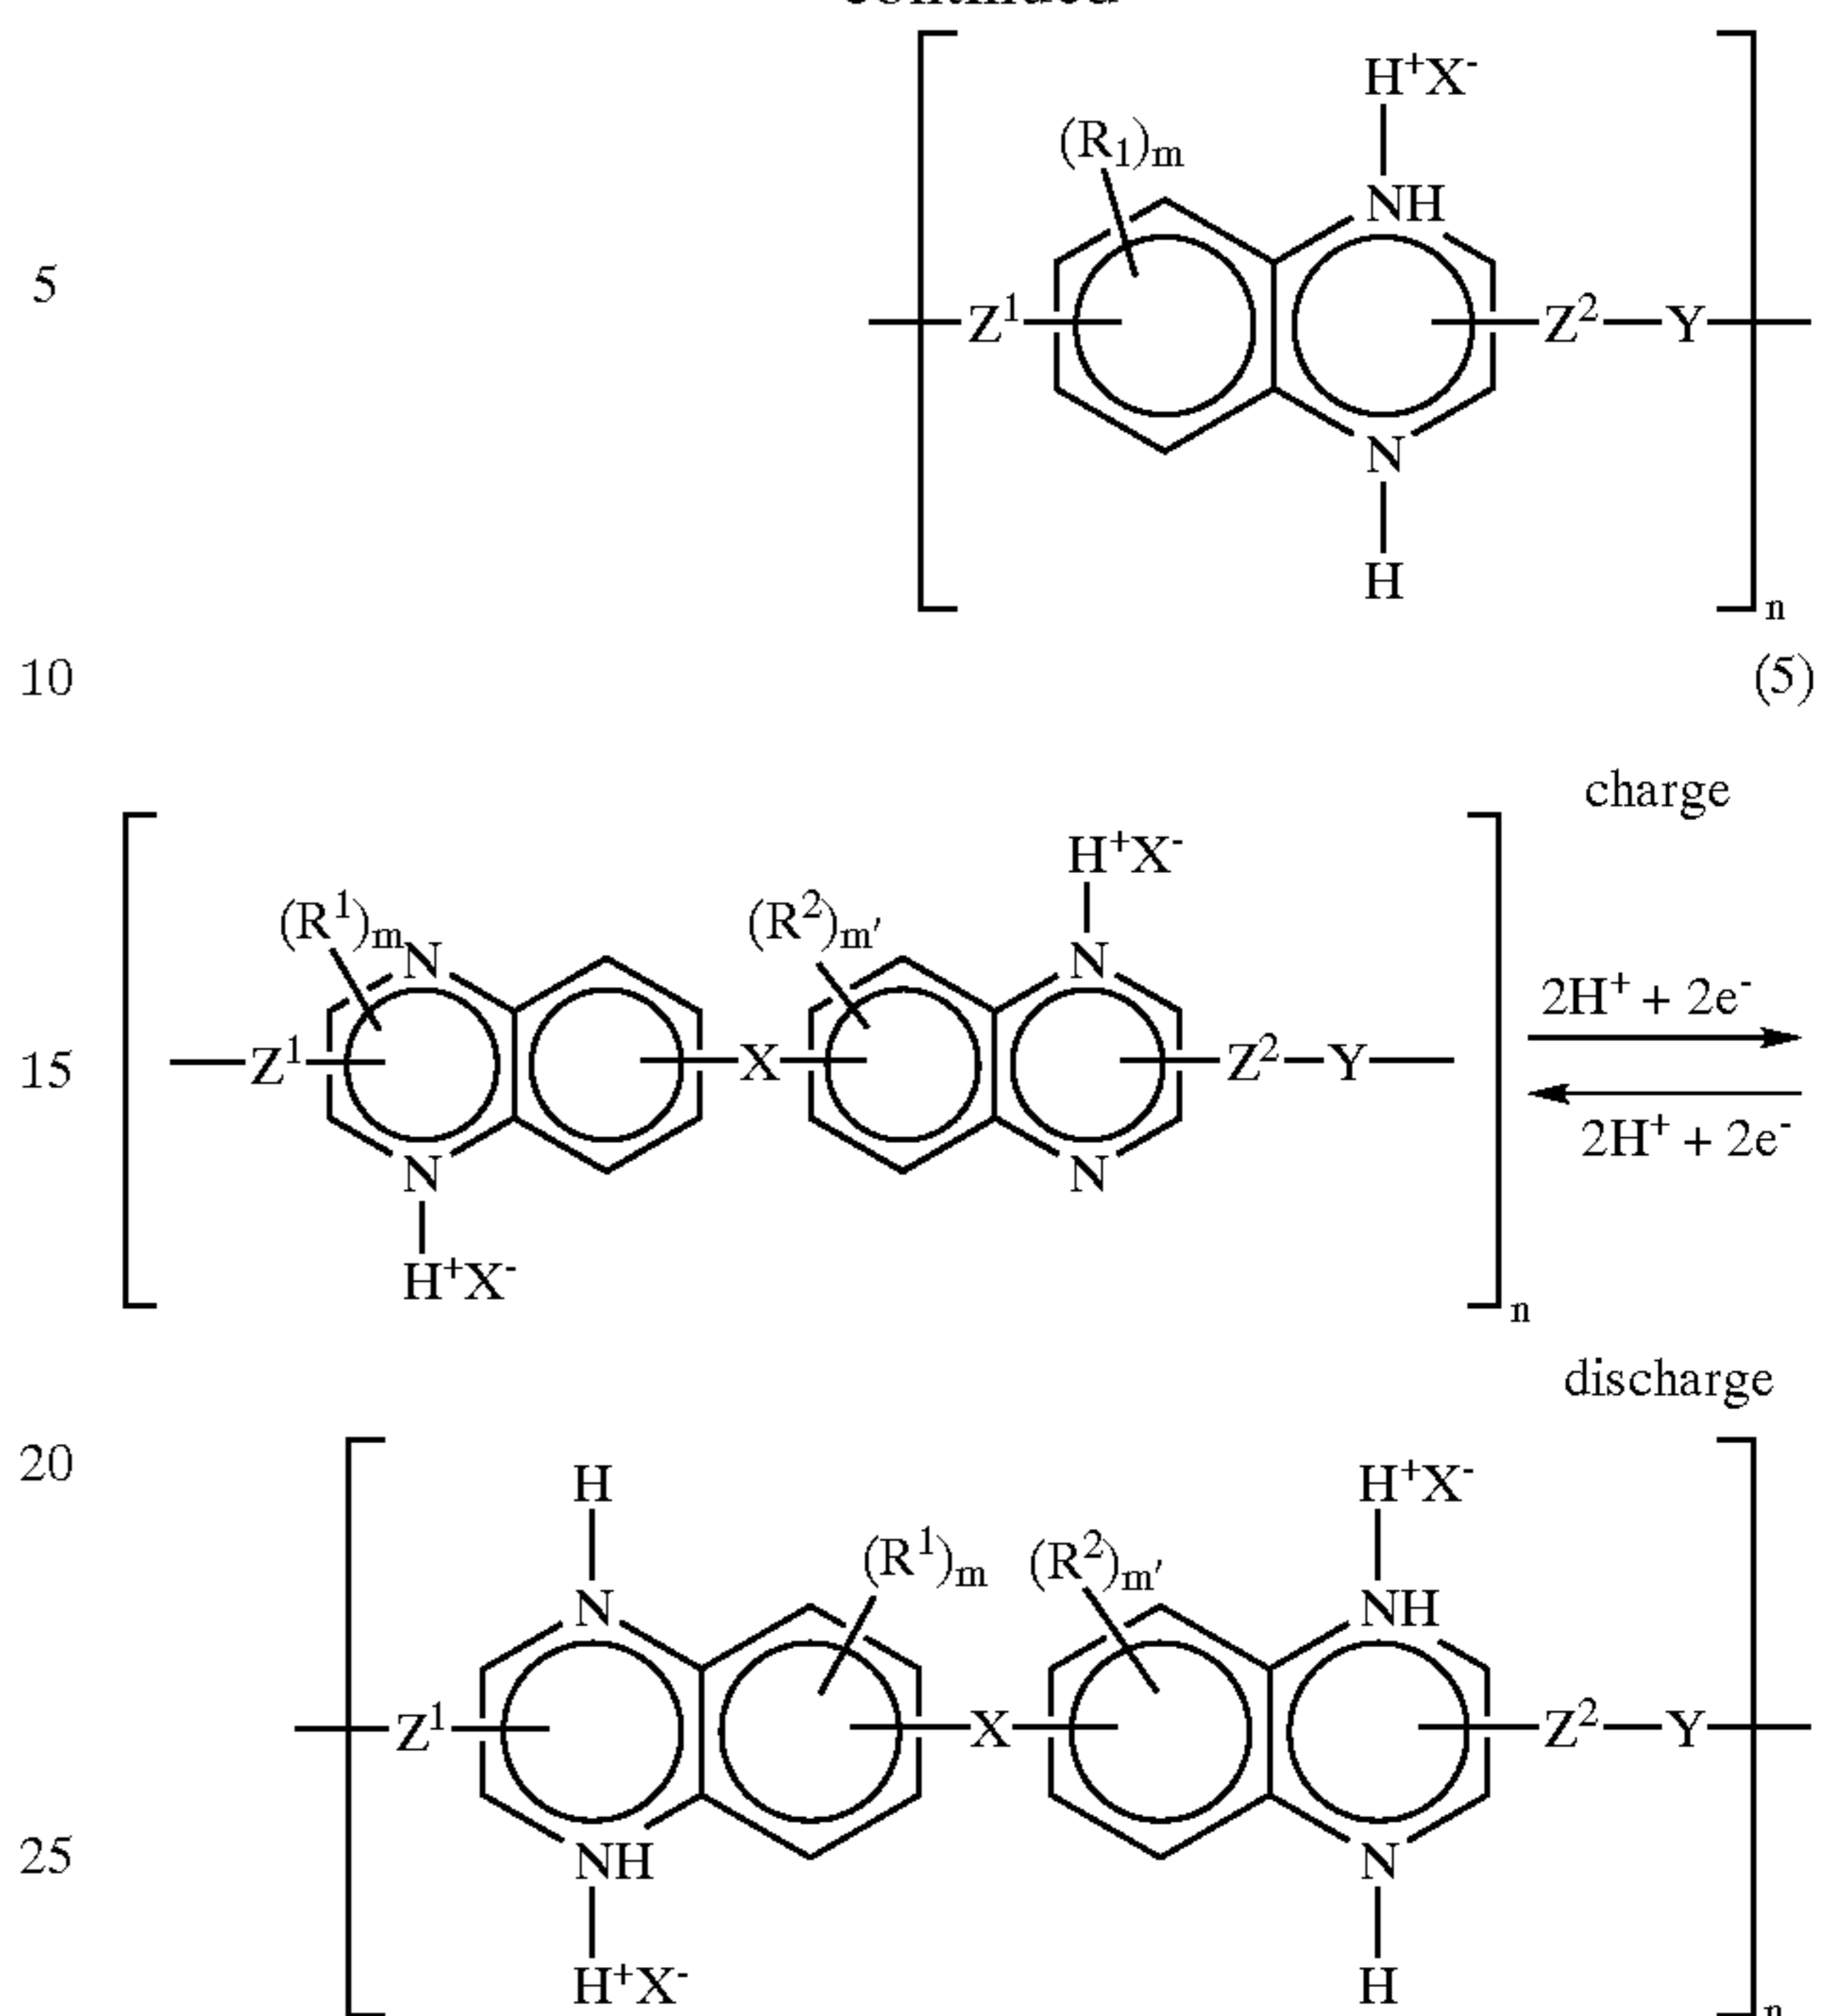 H⁺X⁻
(R₁)ₘ
NH
5
Z¹ Z² Y
N
H
n
10 (5)
charge
H⁺X⁻
(R¹)ₘ (R²)ₘ′
N N
2H⁺ + 2e⁻
15 Z¹ X Z² Y
2H⁺ + 2e⁻
N N
H⁺X⁻
n
discharge
20
H H⁺X⁻
(R¹)ₘ (R²)ₘ′
N NH
Z¹ X Z² Y
25
NH N
H⁺X⁻ H
n